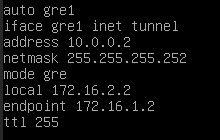 auto gre1
iface gre1 inet tunnel
address 10.0.0.2
netmask 255.255.255.252
mode gre
local 172.16.2.2
endpoint 172.16.1.2
ttl 255